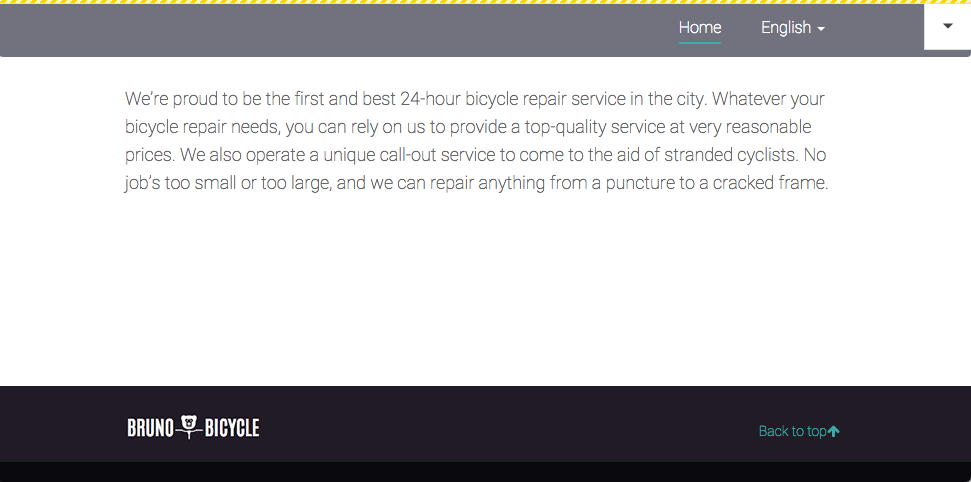 Home English
We’re proud to be the first and best 24-hour bicycle repair service in the city. Whatever your
bicycle repair needs, you can rely on us to provide a top-quality service at very reasonable
prices. We also operate a unique call-out service to come to the aid of stranded cyclists. No
job’s too small or too large, and we can repair anything from a puncture to a cracked frame.
BRUNO BICYCLE
Back to top